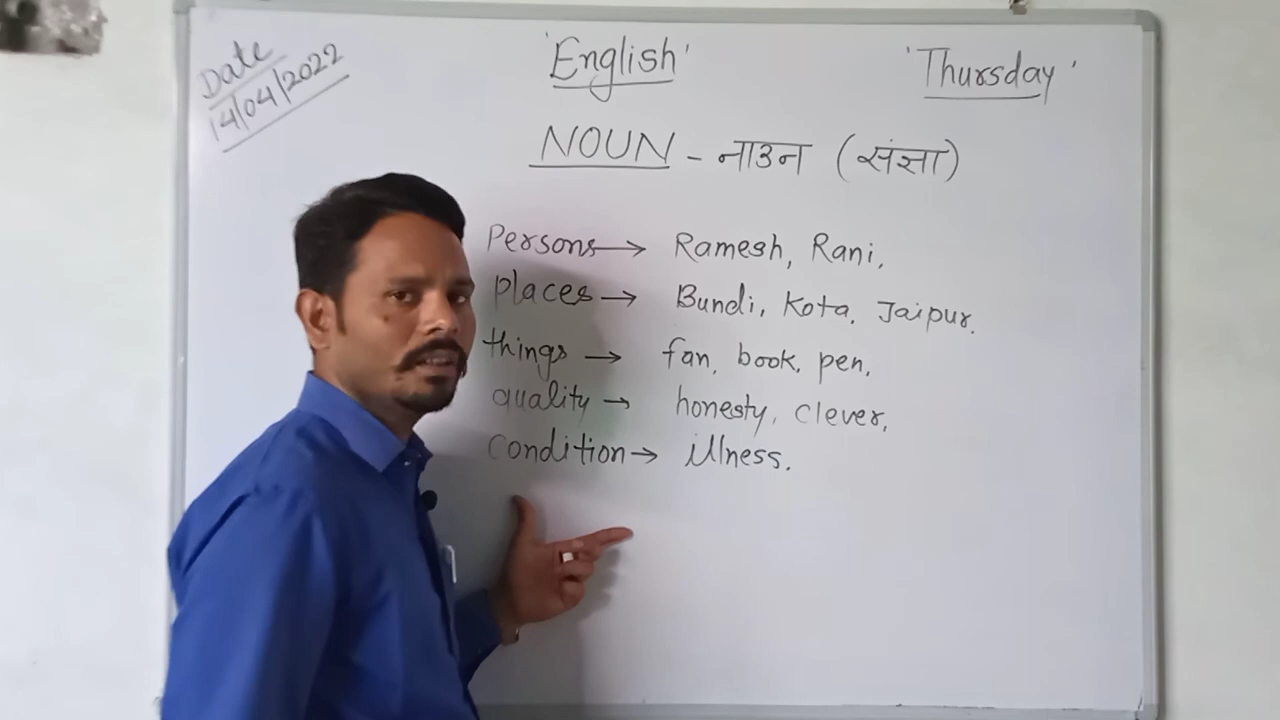 Date
14/04/2022
'English'
'Thursday'
NOUN - नाउन (संज्ञा)
Persons → Ramesh, Rani,
places → Bundi, Kota, Jaipur.
things → fan, book, pen,
quality → honesty, clever,
condition → illness.